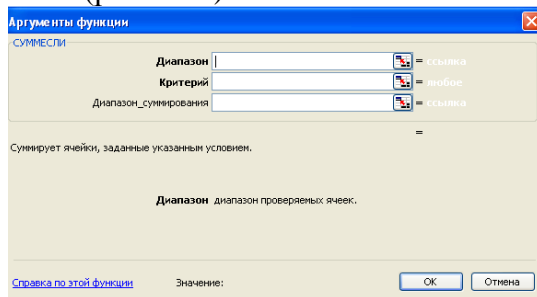 Аргументы функции
СУММЕСЛИ
Диапазон = ссылка
Критерий = любое
Диапазон_суммирования = ссылка
=
Суммирует ячейки, заданные указанным условием.
Диапазон диапазон проверяемых ячеек.
Справка по этой функции Значение: OK Отмена